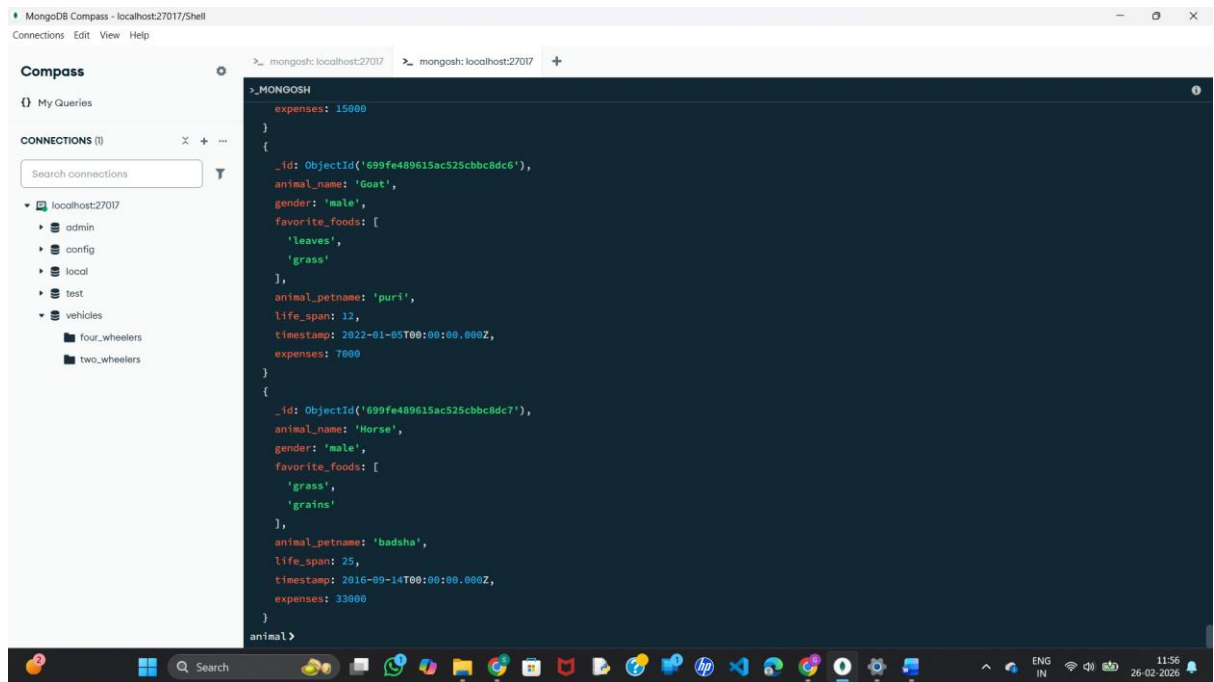 MongoDB Compass - localhost:27017/Shell
Connections Edit View Help
Compass
>_ mongosh: localhost:27017 >_ mongosh: localhost:27017 +
{} My Queries
CONNECTIONS (1)
Search connections
localhost:27017
admin
config
local
test
vehicles
four_wheelers
two_wheelers
>_MONGOSH
expenses: 15000
}
{
_id: ObjectId('699fe489615ac525cbbc8dc6'),
animal_name: 'Goat',
gender: 'male',
favorite_foods: [
'leaves',
'grass'
],
animal_petname: 'puri',
life_span: 12,
timestamp: 2022-01-05T00:00:00.000Z,
expenses: 7000
}
{
_id: ObjectId('699fe489615ac525cbbc8dc7'),
animal_name: 'Horse',
gender: 'male',
favorite_foods: [
'grass',
'grains'
],
animal_petname: 'badsha',
life_span: 25,
timestamp: 2016-09-14T00:00:00.000Z,
expenses: 33000
}
animal>
2
Search
ENG
IN
11:56
26-02-2026